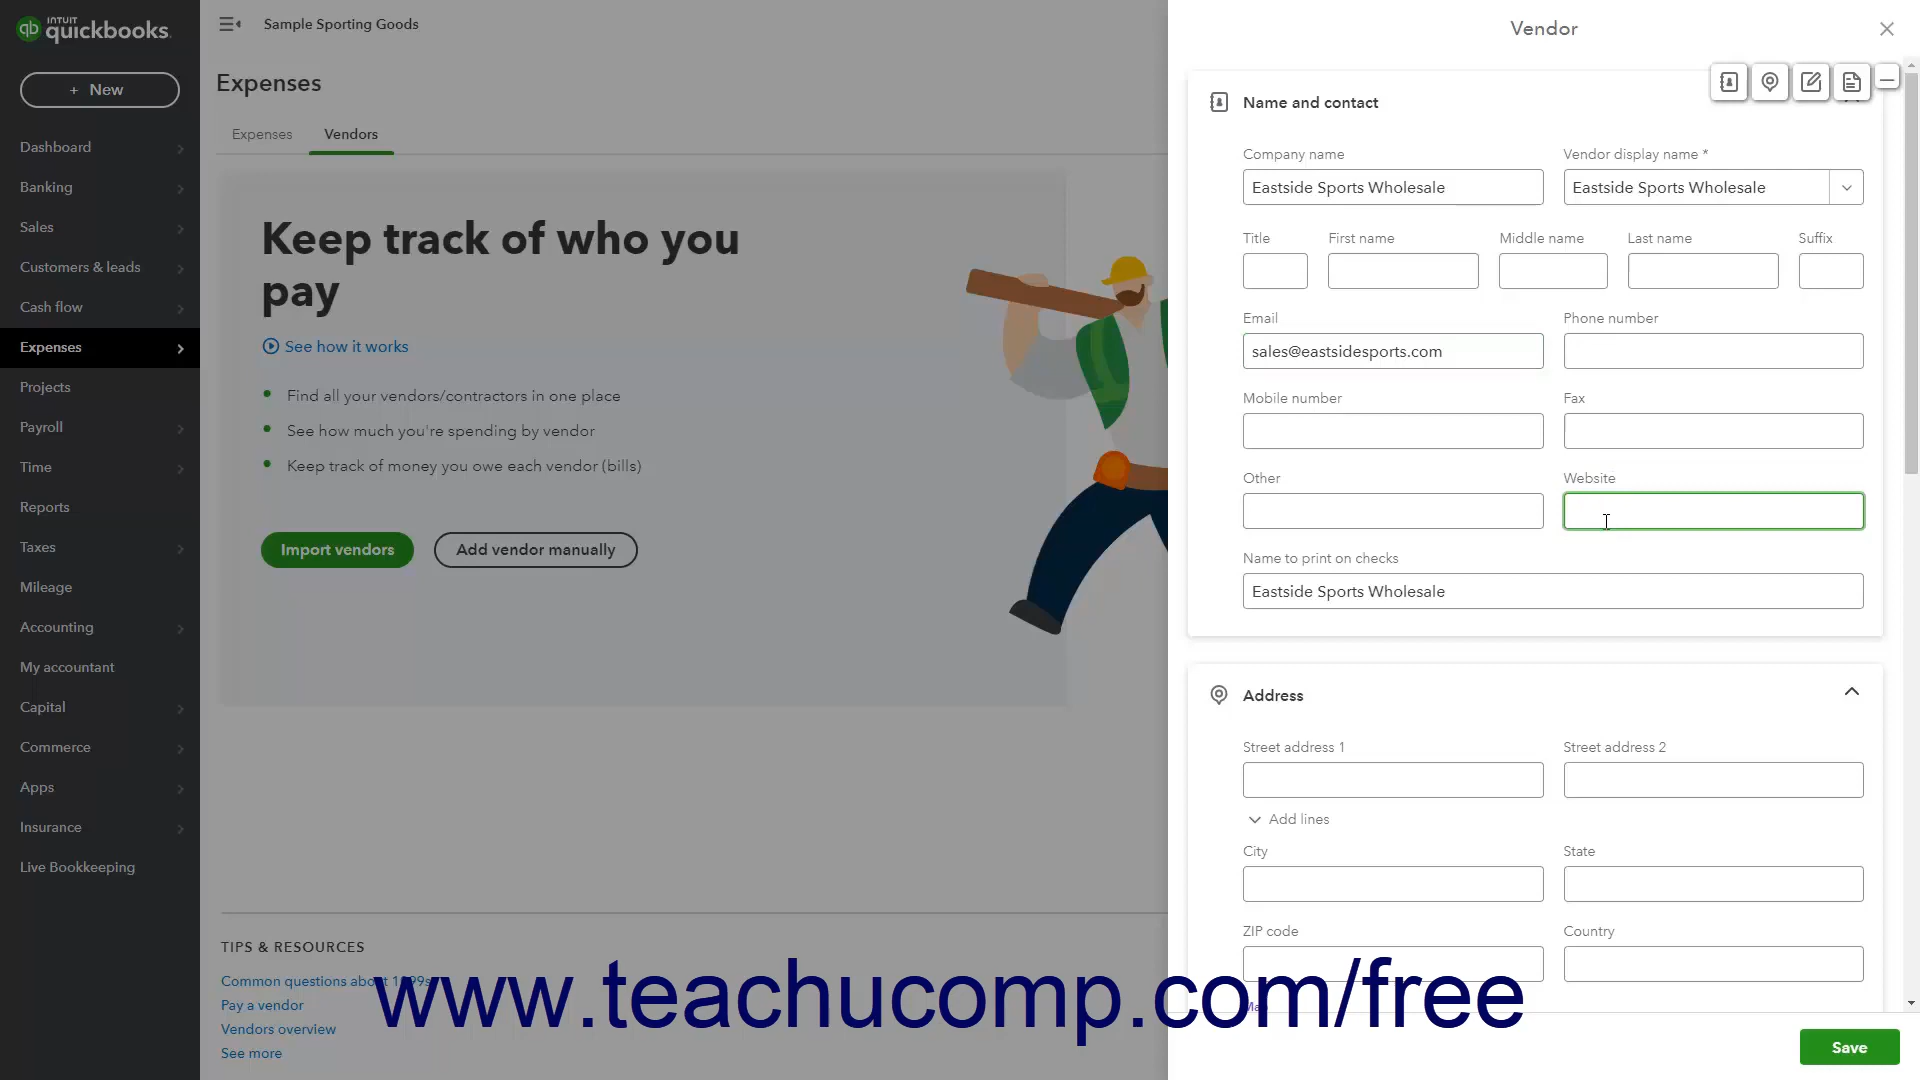 INTUIT
quickbooks.
+ New
Dashboard
Banking
Sales
Customers & leads
Cash flow
Expenses
Projects
Payroll
Time
Reports
Taxes
Mileage
Accounting
My accountant
Capital
Commerce
Apps
Insurance
Live Bookkeeping
Sample Sporting Goods
Expenses
Expenses
Vendors
Keep track of who you
pay
See how it works
Find all your vendors/contractors in one place
See how much you're spending by vendor
Keep track of money you owe each vendor (bills)
Import vendors
Add vendor manually
TIPS & RESOURCES
Common questions about 1099s
Pay a vendor
Vendors overview
See more
Vendor
Name and contact
Company name
Vendor display name *
Eastside Sports Wholesale
Eastside Sports Wholesale
Title
First name
Middle name
Last name
Suffix
Email
Phone number
sales@eastsidesports.com
Mobile number
Fax
Other
Website
Name to print on checks
Eastside Sports Wholesale
Address
Street address 1
Street address 2
Add lines
City
State
ZIP code
Country
Map
Save
www.teachucomp.com/free